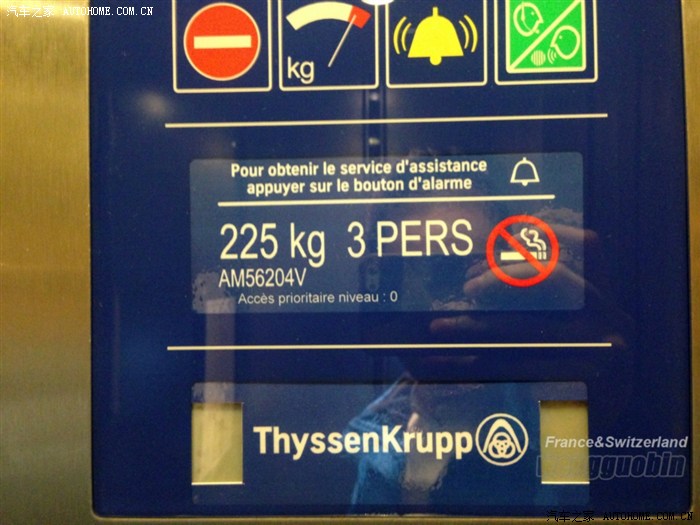 汽车之家 AUTOHOME.COM.CN
kg
Pour obtenir le service d'assistance
appuyer sur le bouton d'alarme
225 kg 3 PERS
AM56204V
Accès prioritaire niveau : 0
ThyssenKrupp
France&Switzerland
汽车之家 AUTOHOME.COM.CN